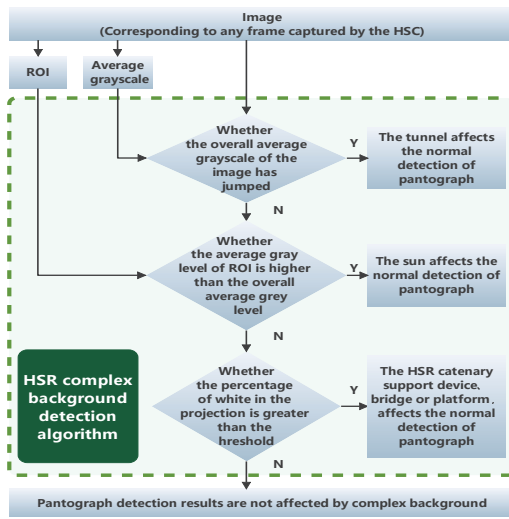 Image
(Corresponding to any frame captured by the HSC)
ROI
Average
grayscale
Whether
the overall average
grayscale of the
image has
jumped
Y
The tunnel affects
the normal
detection of
pantograph
N
Whether
the average gray
level of ROI is higher
than the overall
average grey
level
Y
The sun affects the
normal detection of
pantograph
N
HSR complex
background
detection
algorithm
Whether
the percentage
of white in the
projection is greater
than the
hreshold
Y
The HSR catenary
support device,
bridge or platform,
affects the normal
detection of
pantograph
N
Pantograph detection results are not affected by complex background